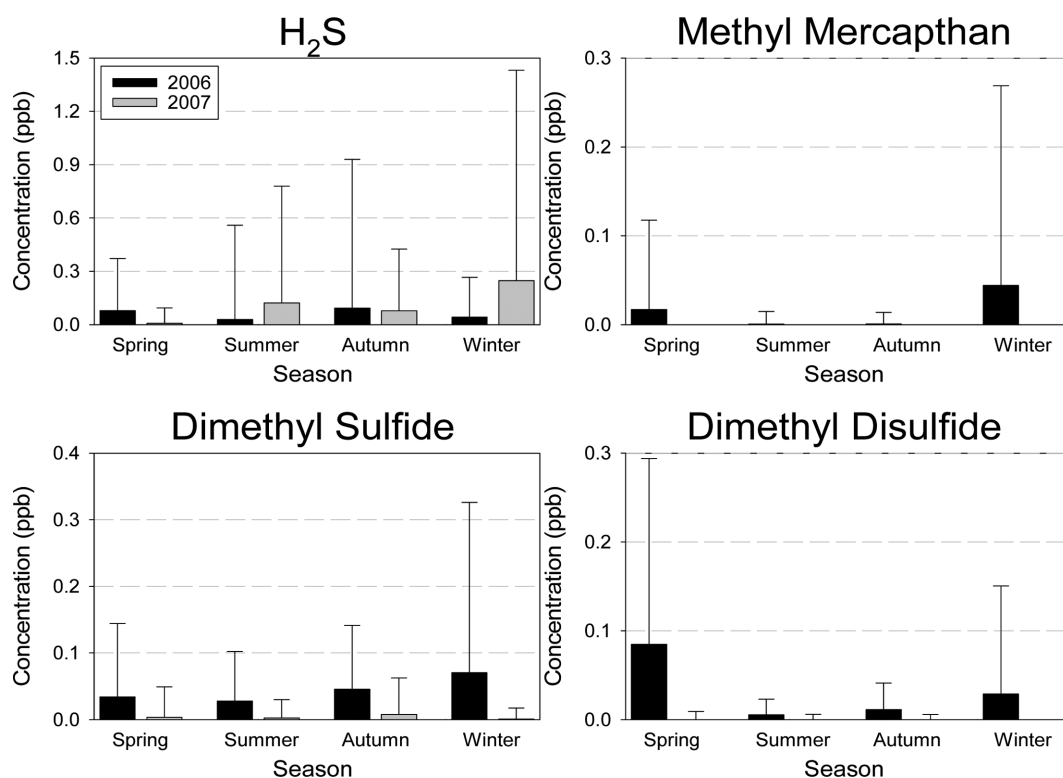 H2S
Concentration (ppb)
1.5
1.2
0.9
0.6
0.3
0.0
2006
2007
Spring Summer Autumn Winter
Season
Methyl Mercapthan
Concentration (ppb)
0.3
0.2
0.1
0.0
Spring Summer Autumn Winter
Season
Dimethyl Sulfide
Concentration (ppb)
0.4
0.3
0.2
0.1
0.0
Spring Summer Autumn Winter
Season
Dimethyl Disulfide
Concentration (ppb)
0.3
0.2
0.1
0.0
Spring Summer Autumn Winter
Season